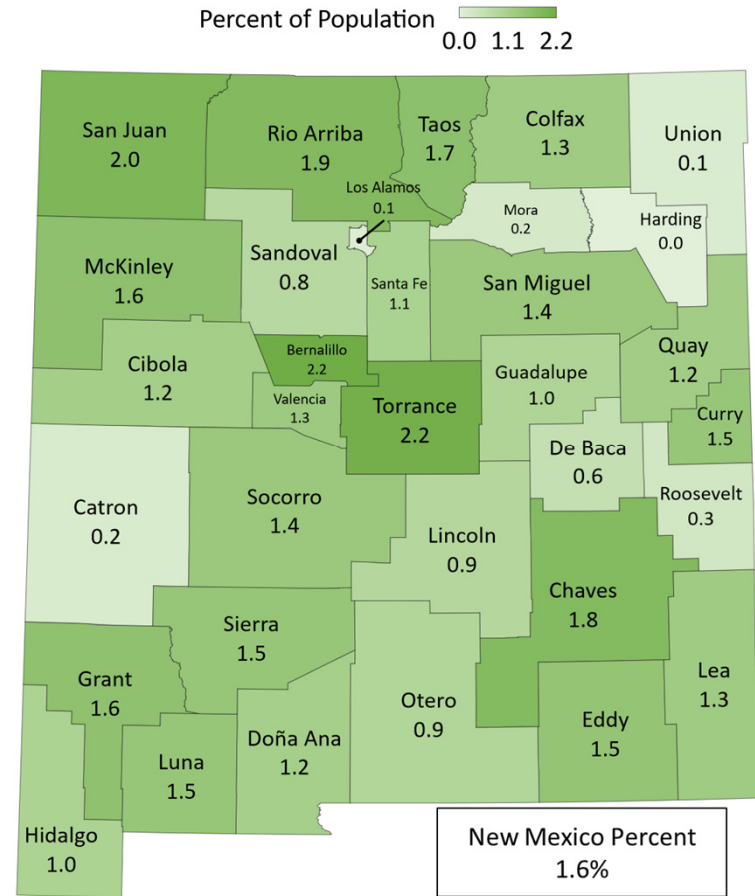 Percent of Population
0.0 1.1 2.2
San Juan
2.0
Rio Arriba
1.9
Taos
1.7
Colfax
1.3
Union
0.1
Los Alamos
0.1
Mora
0.2
Harding
0.0
McKinley
1.6
Sandoval
0.8
Santa Fe
1.1
San Miguel
1.4
Cibola
1.2
Bernalillo
2.2
Valencia
1.3
Torrance
2.2
Guadalupe
1.0
Quay
1.2
Curry
1.5
De Baca
0.6
Roosevelt
0.3
Catron
0.2
Socorro
1.4
Lincoln
0.9
Chaves
1.8
Sierra
1.5
Grant
1.6
Otero
0.9
Lea
1.3
Eddy
1.5
Doña Ana
1.2
Luna
1.5
Hidalgo
1.0
New Mexico Percent
1.6%